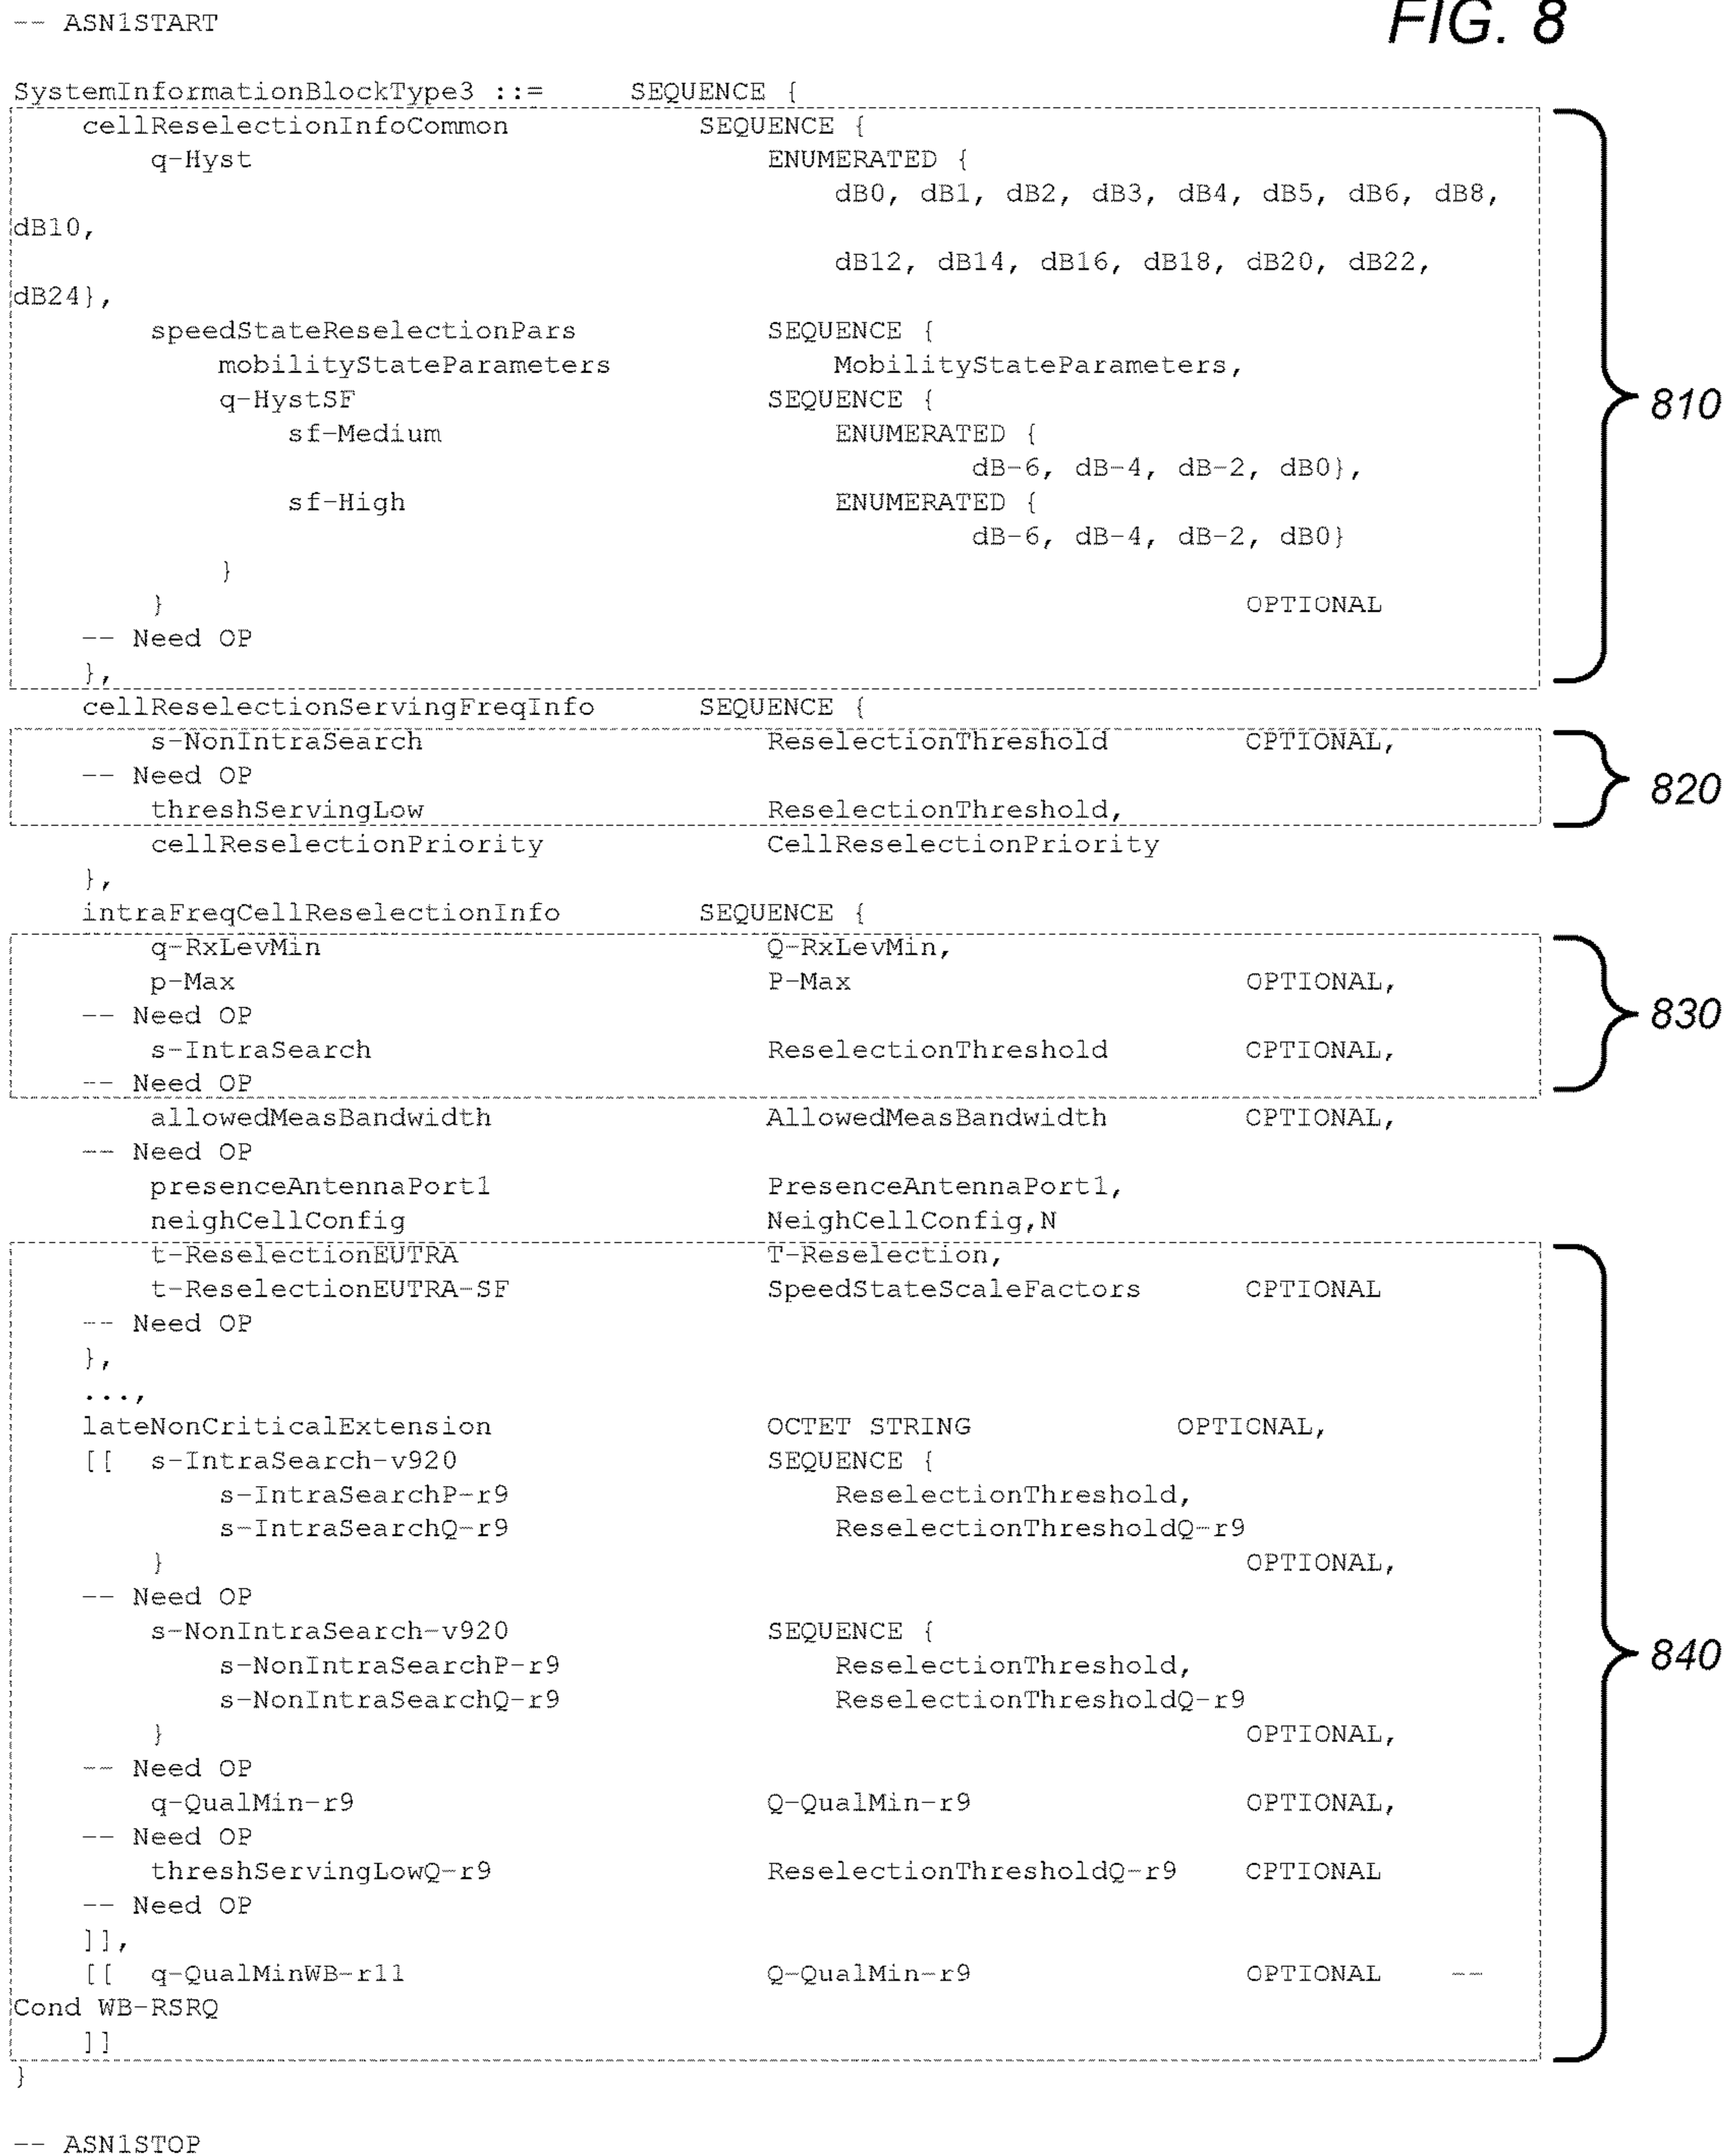 FIG. 8
-- ASN1START
SystemInformationBlockType3 ::= SEQUENCE {
cellReselectionInfoCommon SEQUENCE {
q-Hyst ENUMERATED {
dB0, dB1, dB2, dB3, dB4, dB5, dB6, dB8,
dB10,
dB12, dB14, dB16, dB18, dB20, dB22,
dB24},
speedStateReselectionPars SEQUENCE {
mobilityStateParameters MobilityStateParameters,
q-HystSF SEQUENCE {
sf-Medium ENUMERATED {
dB-6, dB-4, dB-2, dB0},
sf-High ENUMERATED {
dB-6, dB-4, dB-2, dB0}
}
} OPTIONAL
-- Need OP
},
810
cellReselectionServingFreqInfo SEQUENCE {
s-NonIntraSearch ReselectionThreshold OPTIONAL,
-- Need OP
threshServingLow ReselectionThreshold,
820
cellReselectionPriority CellReselectionPriority
},
intraFreqCellReselectionInfo SEQUENCE {
q-RxLevMin Q-RxLevMin,
p-Max P-Max OPTIONAL,
-- Need OP
s-IntraSearch ReselectionThreshold OPTIONAL,
-- Need OP
830
allowedMeasBandwidth AllowedMeasBandwidth OPTIONAL,
-- Need OP
presenceAntennaPort1 PresenceAntennaPort1,
neighCellConfig NeighCellConfig,N
t-ReselectionEUTRA T-Reselection,
t-ReselectionEUTRA-SF SpeedStateScaleFactors OPTIONAL
-- Need OP
},
...,
lateNonCriticalExtension OCTET STRING OPTIONAL,
[[ s-IntraSearch-v920 SEQUENCE {
s-IntraSearchP-r9 ReselectionThreshold,
s-IntraSearchQ-r9 ReselectionThresholdQ-r9
} OPTIONAL,
-- Need OP
s-NonIntraSearch-v920 SEQUENCE {
s-NonIntraSearchP-r9 ReselectionThreshold,
s-NonIntraSearchQ-r9 ReselectionThresholdQ-r9
} OPTIONAL,
-- Need OP
q-QualMin-r9 Q-QualMin-r9 OPTIONAL,
-- Need OP
threshServingLowQ-r9 ReselectionThresholdQ-r9 OPTIONAL
-- Need OP
]],
[[ q-QualMinWB-r11 Q-QualMin-r9 OPTIONAL --
Cond WB-RSRQ
]]
840
}
-- ASN1STOP